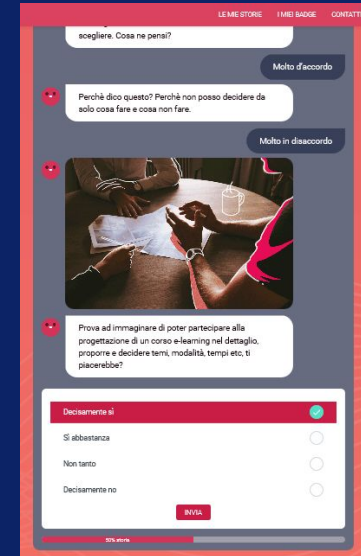 LE MIE STORIE I MIEI BADGE CONTATTI
scegliere. Cosa ne pensi?
Molto d'accordo
Perchè dico questo? Perchè non posso decidere da
solo cosa fare e cosa non fare.
Molto in disaccordo
Prova ad immaginare di poter partecipare alla
progettazione di un corso e-learning nel dettaglio,
proporre e decidere temi, modalità, tempi etc, ti
piacerebbe?
Decisamente sì
Sì abbastanza
Non tanto
Decisamente no
INVIA
50% storia